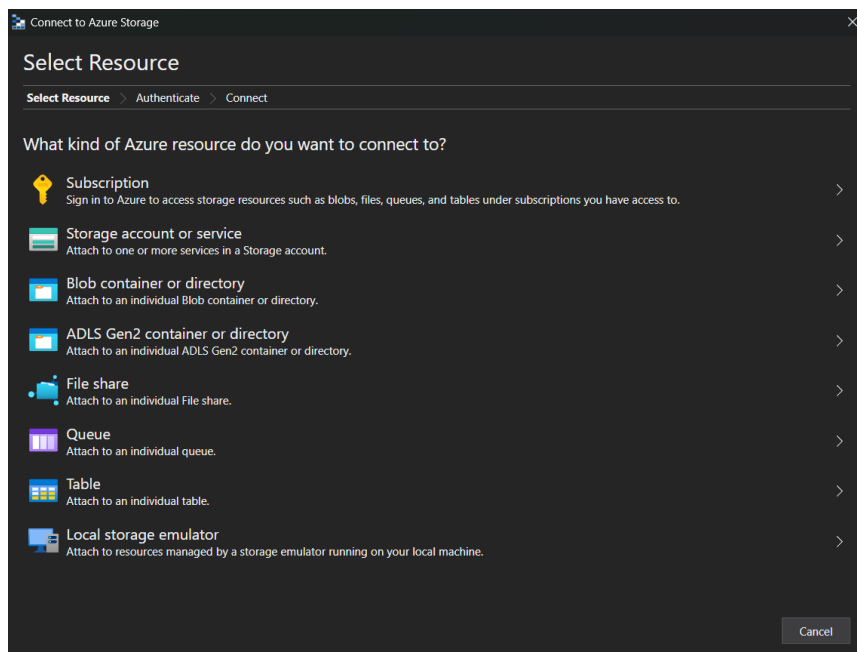 Connect to Azure Storage
Select Resource
Select Resource > Authenticate > Connect
What kind of Azure resource do you want to connect to?
Subscription
Sign in to Azure to access storage resources such as blobs, files, queues, and tables under subscriptions you have access to.
Storage account or service
Attach to one or more services in a Storage account.
Blob container or directory
Attach to an individual Blob container or directory.
ADLS Gen2 container or directory
Attach to an individual ADLS Gen2 container or directory.
File share
Attach to an individual File share.
Queue
Attach to an individual queue.
Table
Attach to an individual table.
Local storage emulator
Attach to resources managed by a storage emulator running on your local machine.
Cancel